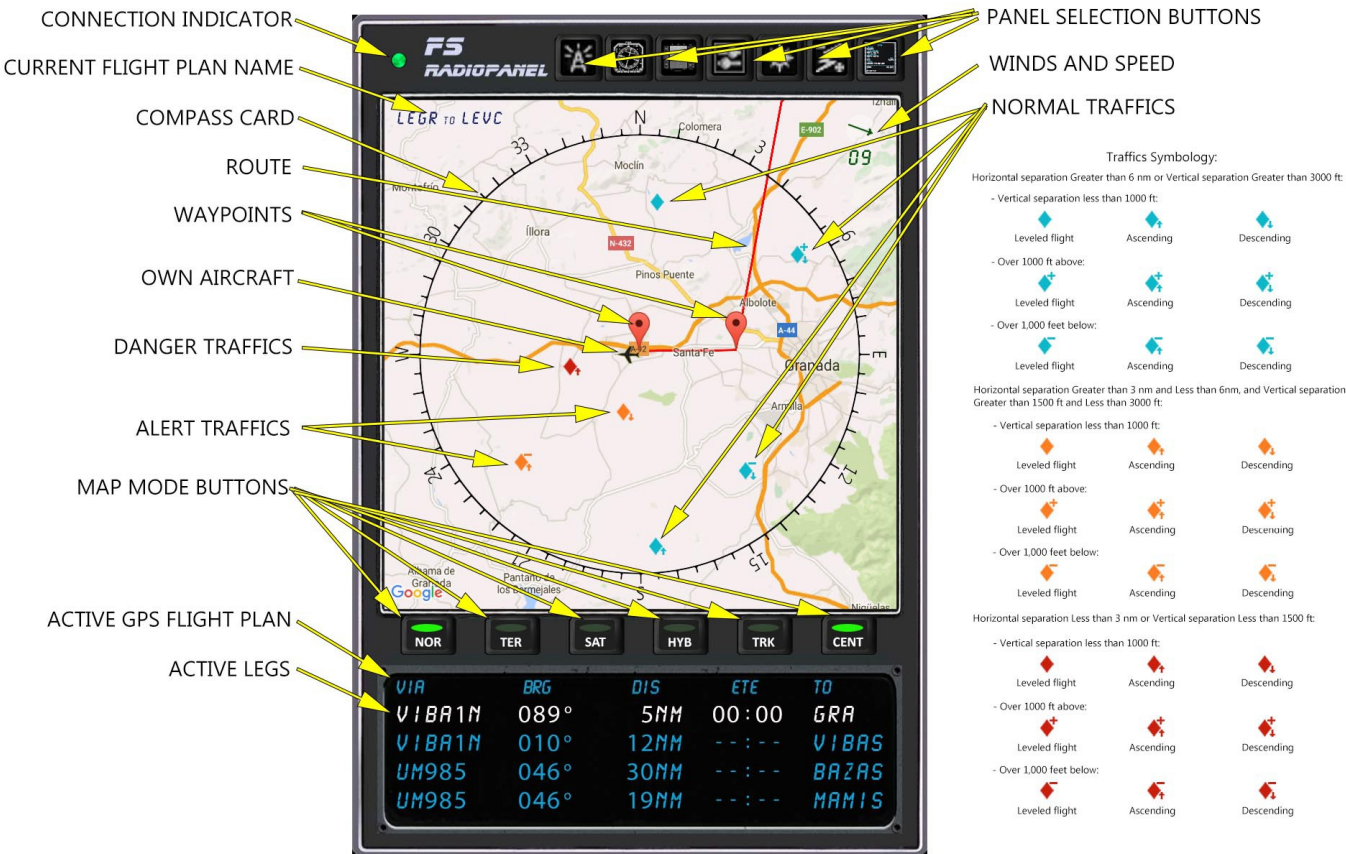 CONNECTION INDICATOR
CURRENT FLIGHT PLAN NAME
COMPASS CARD
ROUTE
WAYPOINTS
OWN AIRCRAFT
DANGER TRAFFICS
ALERT TRAFFICS
MAP MODE BUTTONS
ACTIVE GPS FLIGHT PLAN
ACTIVE LEGS
FS
RADIOPANEL
LEGR TO LEVC
N
3
6
E
12
15
S
21
24
W
30
33
09
Colomera
E-902
Iznall
Moclín
Montefrío
Íllora
N-432
Pinos Puente
Albolote
A-92
Santa Fe
A-44
Granada
Armilla
Alhama de
Granada
Pantano de
los Bermejales
Nigüelas
Google
NOR
TER
SAT
HYB
TRK
CENT
VIA BRG DIS ETE TO
VIBA1N 089° 5NM 00:00 GRA
VIBA1N 010° 12NM --:-- VIBAS
UM985 046° 30NM --:-- BAZAS
UM985 046° 19NM --:-- MAMIS
PANEL SELECTION BUTTONS
WINDS AND SPEED
NORMAL TRAFFICS
Traffics Symbology:
Horizontal separation Greater than 6 nm or Vertical separation Greater than 3000 ft:
- Vertical separation less than 1000 ft:
Leveled flight Ascending Descending
- Over 1000 ft above:
Leveled flight Ascending Descending
- Over 1,000 feet below:
Leveled flight Ascending Descending
Horizontal separation Greater than 3 nm and Less than 6nm, and Vertical separation
Greater than 1500 ft and Less than 3000 ft:
- Vertical separation less than 1000 ft:
Leveled flight Ascending Descending
- Over 1000 ft above:
Leveled flight Ascending Descending
- Over 1,000 feet below:
Leveled flight Ascending Descending
Horizontal separation Less than 3 nm or Vertical separation Less than 1500 ft:
- Vertical separation less than 1000 ft:
Leveled flight Ascending Descending
- Over 1000 ft above:
Leveled flight Ascending Descending
- Over 1,000 feet below:
Leveled flight Ascending Descending